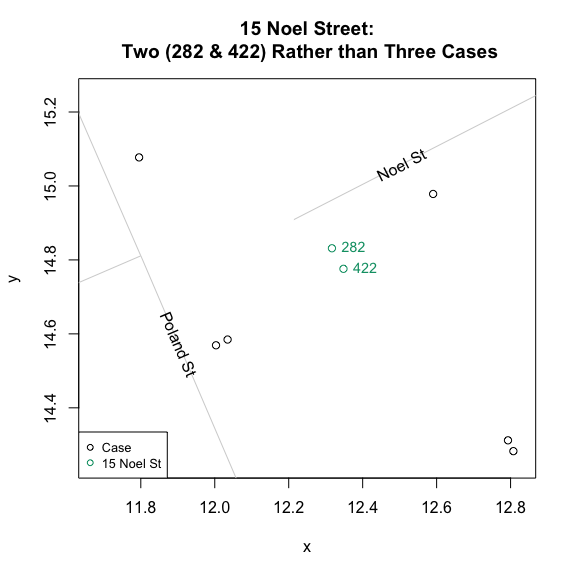 15 Noel Street:
Two (282 & 422) Rather than Three Cases
15.2
15.0
14.8
14.6
14.4
y
Noel St
282
422
Poland St
Case
15 Noel St
11.8 12.0 12.2 12.4 12.6 12.8
x